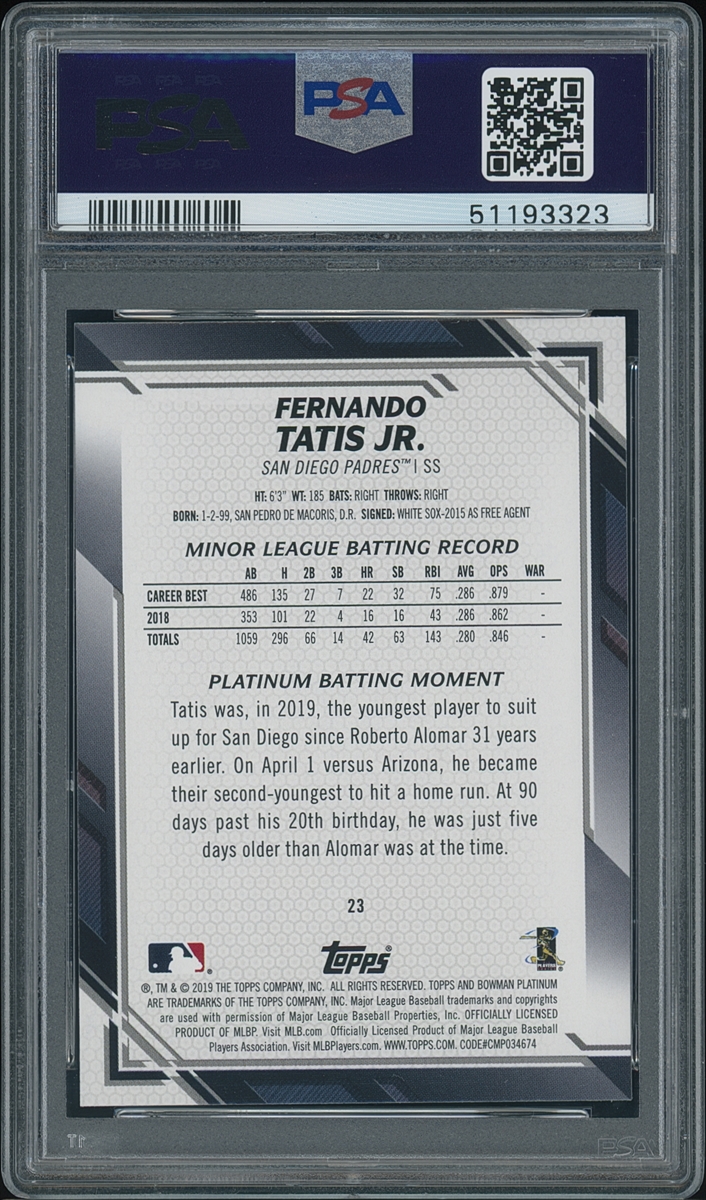 PSA PSA PSA
PSA
PSA PSA PSA
PSA
51193323
FERNANDO
TATIS JR.
SAN DIEGO PADRES™ | SS
HT: 6'3" WT: 185 BATS: RIGHT THROWS: RIGHT
BORN: 1-2-99, SAN PEDRO DE MACORIS, D.R. SIGNED: WHITE SOX-2015 AS FREE AGENT
MINOR LEAGUE BATTING RECORD
AB H 2B 3B HR SB RBI AVG OPS WAR
CAREER BEST 486 135 27 7 22 32 75 .286 .879 -
2018 353 101 22 4 16 16 43 .286 .862 -
TOTALS 1059 296 66 14 42 63 143 .280 .846 -
PLATINUM BATTING MOMENT
Tatis was, in 2019, the youngest player to suit
up for San Diego since Roberto Alomar 31 years
earlier. On April 1 versus Arizona, he became
their second-youngest to hit a home run. At 90
days past his 20th birthday, he was just five
days older than Alomar was at the time.
23
Topps®
®, TM & © 2019 THE TOPPS COMPANY, INC. ALL RIGHTS RESERVED. TOPPS AND BOWMAN PLATINUM
ARE TRADEMARKS OF THE TOPPS COMPANY, INC. Major League Baseball trademarks and copyrights
are used with permission of Major League Baseball Properties, Inc. OFFICIALLY LICENSED
PRODUCT OF MLBP. Visit MLB.com Officially Licensed Product of Major League Baseball
Players Association. Visit MLBPlayers.com. WWW.TOPPS.COM. CODE#CMP034674
PSA